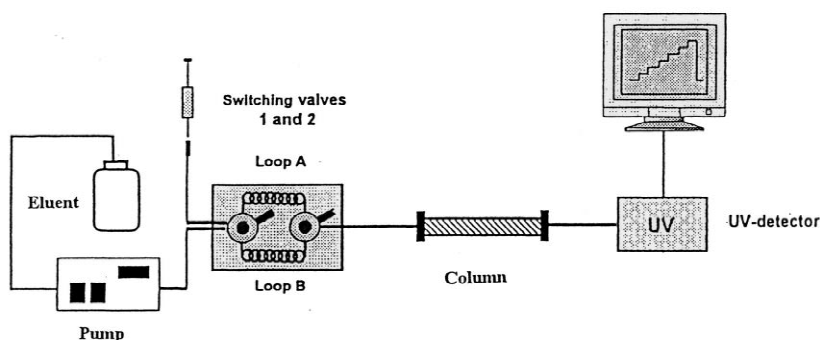 Switching valves
1 and 2
Loop A
Eluent
UV
UV-detector
Loop B
Column
Pump